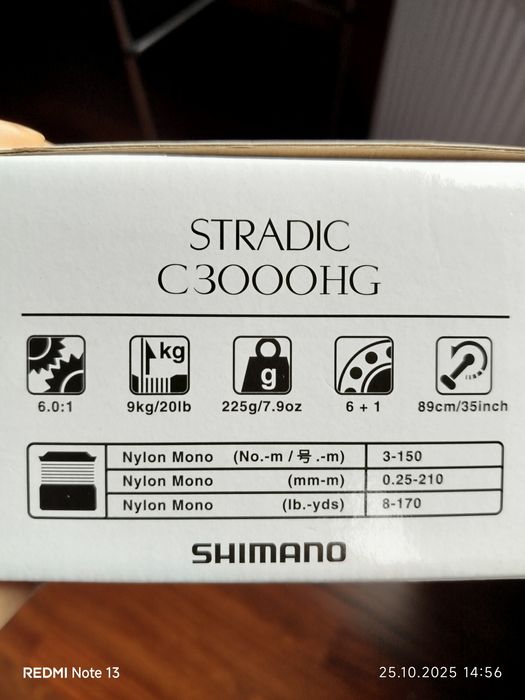 STRADIC
C3000HG
kg
g
6.0:1 9kg/20lb 225g/7.9oz 6 + 1 89cm/35inch
Nylon Mono (No.-m / 号.-m) 3-150
Nylon Mono (mm-m) 0.25-210
Nylon Mono (lb.-yds) 8-170
SHIMANO
REDMI Note 13 25.10.2025 14:56